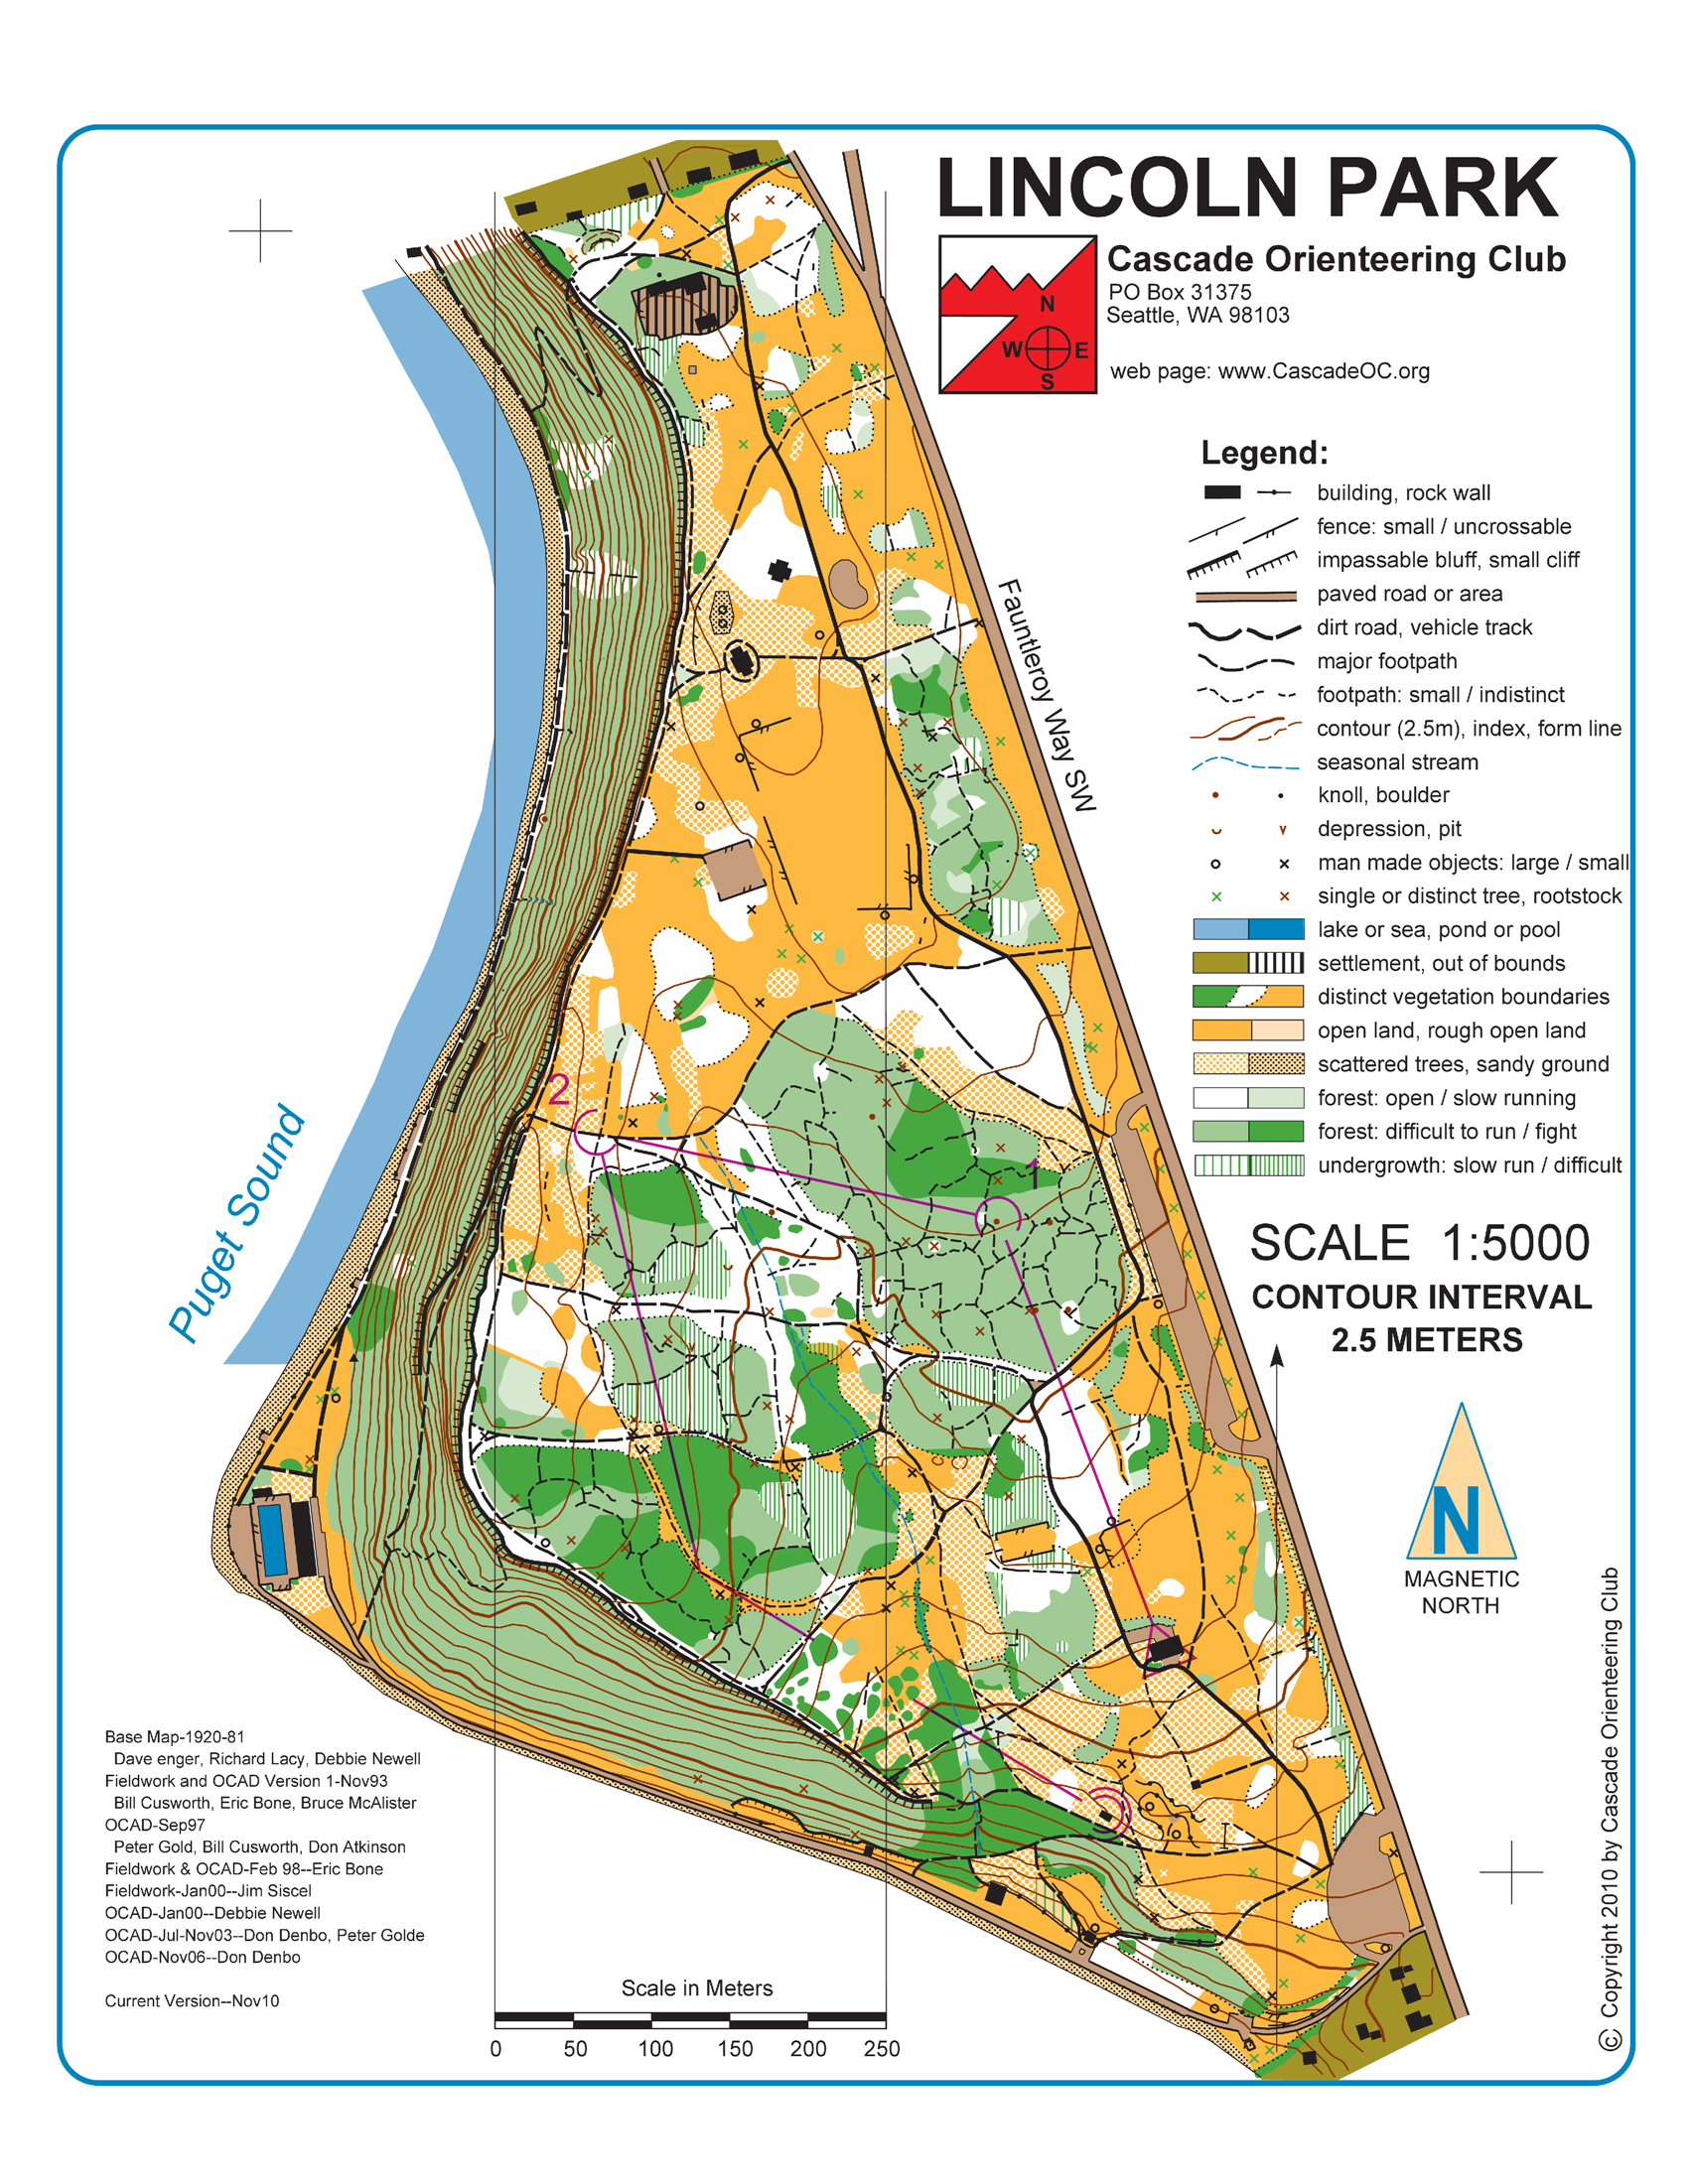 LINCOLN PARK
Cascade Orienteering Club
PO Box 31375
Seattle, WA 98103
web page: www.CascadeOC.org
N
W
E
S
Legend:
building, rock wall
fence: small / uncrossable
impassable bluff, small cliff
paved road or area
dirt road, vehicle track
major footpath
footpath: small / indistinct
contour (2.5m), index, form line
seasonal stream
knoll, boulder
depression, pit
man made objects: large / small
single or distinct tree, rootstock
lake or sea, pond or pool
settlement, out of bounds
distinct vegetation boundaries
open land, rough open land
scattered trees, sandy ground
forest: open / slow running
forest: difficult to run / fight
undergrowth: slow run / difficult
Fauntleroy Way SW
2
1
Puget Sound
SCALE 1:5000
CONTOUR INTERVAL
2.5 METERS
N
MAGNETIC
NORTH
Base Map-1920-81
Dave enger, Richard Lacy, Debbie Newell
Fieldwork and OCAD Version 1-Nov93
Bill Cusworth, Eric Bone, Bruce McAlister
OCAD-Sep97
Peter Gold, Bill Cusworth, Don Atkinson
Fieldwork & OCAD-Feb 98--Eric Bone
Fieldwork-Jan00--Jim Siscel
OCAD-Jan00--Debbie Newell
OCAD-Jul-Nov03--Don Denbo, Peter Golde
OCAD-Nov06--Don Denbo
Current Version--Nov10
Scale in Meters
0 50 100 150 200 250
© Copyright 2010 by Cascade Orienteering Club